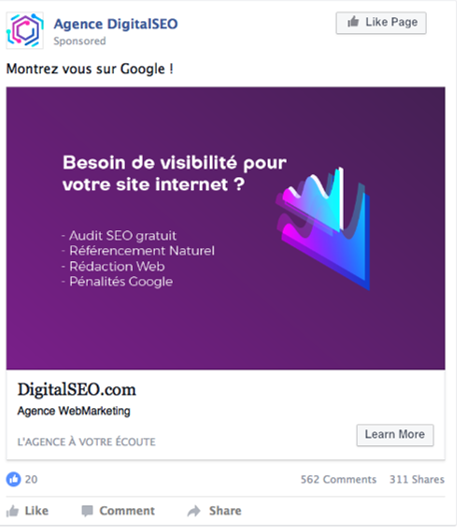 Agence DigitalSEO
Like Page
Sponsored
Montrez vous sur Google !
Besoin de visibilité pour
votre site internet ?
- Audit SEO gratuit
- Référencement Naturel
- Rédaction Web
- Pénalités Google
DigitalSEO.com
Agence WebMarketing
L'AGENCE À VOTRE ÉCOUTE
Learn More
20
562 Comments 311 Shares
Like Comment Share